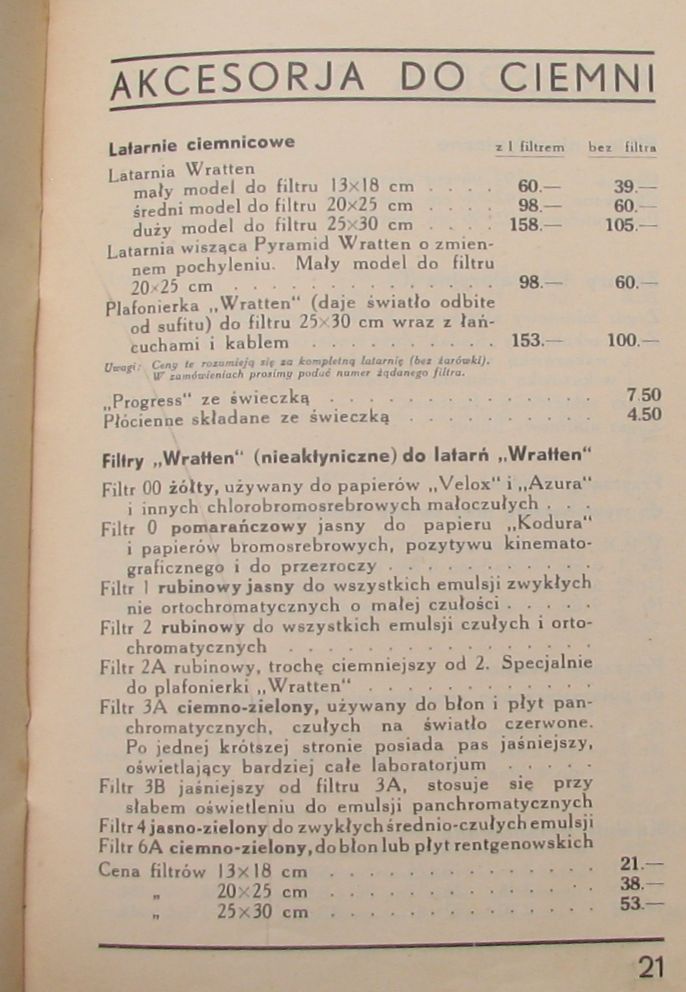 AKCESORJA DO CIEMNI
Latarnie ciemnicowe z 1 filtrem bez filtra
Latarnia Wratten
mały model do filtru 13×18 cm . . . . 60.— 39.—
średni model do filtru 20×25 cm . . . . 98.— 60.—
duży model do filtru 25×30 cm . . . . 158.— 105.—
Latarnia wisząca Pyramid Wratten o zmien-
nem pochyleniu. Mały model do filtru
20×25 cm . . . . . . . . . . . . . . 98.— 60.—
Plafonierka „Wratten" (daje światło odbite
od sufitu) do filtru 25×30 cm wraz z łań-
cuchami i kablem . . . . . . . . . . 153.— 100.—
Uwagi: Ceny te rozumieją się za kompletną latarnię (bez żarówki).
W zamówieniach prosimy podać numer żądanego filtra.
„Progress" ze świeczką . . . . . . . . . . . . . . 7.50
Płócienne składane ze świeczką . . . . . . . . . . 4.50
Filtry „Wratten" (nieaktyniczne) do latarń „Wratten"
Filtr 00 żółty, używany do papierów „Velox" i „Azura"
i innych chlorobromosrebrowych małoczułych . . .
Filtr 0 pomarańczowy jasny do papieru „Kodura"
i papierów bromosrebrowych, pozytywu kinemato-
graficznego i do przezroczy . . . . . . . . . . .
Filtr 1 rubinowy jasny do wszystkich emulsji zwykłych
nie ortochromatycznych o małej czułości . . . . .
Filtr 2 rubinowy do wszystkich emulsji czułych i orto-
chromatycznych . . . . . . . . . . . . . . . .
Filtr 2A rubinowy, trochę ciemniejszy od 2. Specjalnie
do plafonierki „Wratten" . . . . . . . . . . . .
Filtr 3A ciemno-zielony, używany do błon i płyt pan-
chromatycznych, czułych na światło czerwone.
Po jednej krótszej stronie posiada pas jaśniejszy,
oświetlający bardziej całe laboratorjum . . . . .
Filtr 3B jaśniejszy od filtru 3A, stosuje się przy
słabem oświetleniu do emulsji panchromatycznych
Filtr 4 jasno-zielony do zwykłych średnio-czułych emulsji
Filtr 6A ciemno-zielony, do błon lub płyt rentgenowskich
Cena filtrów 13×18 cm . . . . . . . . . . . . . . 21.—
„ 20×25 cm . . . . . . . . . . . . . . 38.—
„ 25×30 cm . . . . . . . . . . . . . . 53.—
21